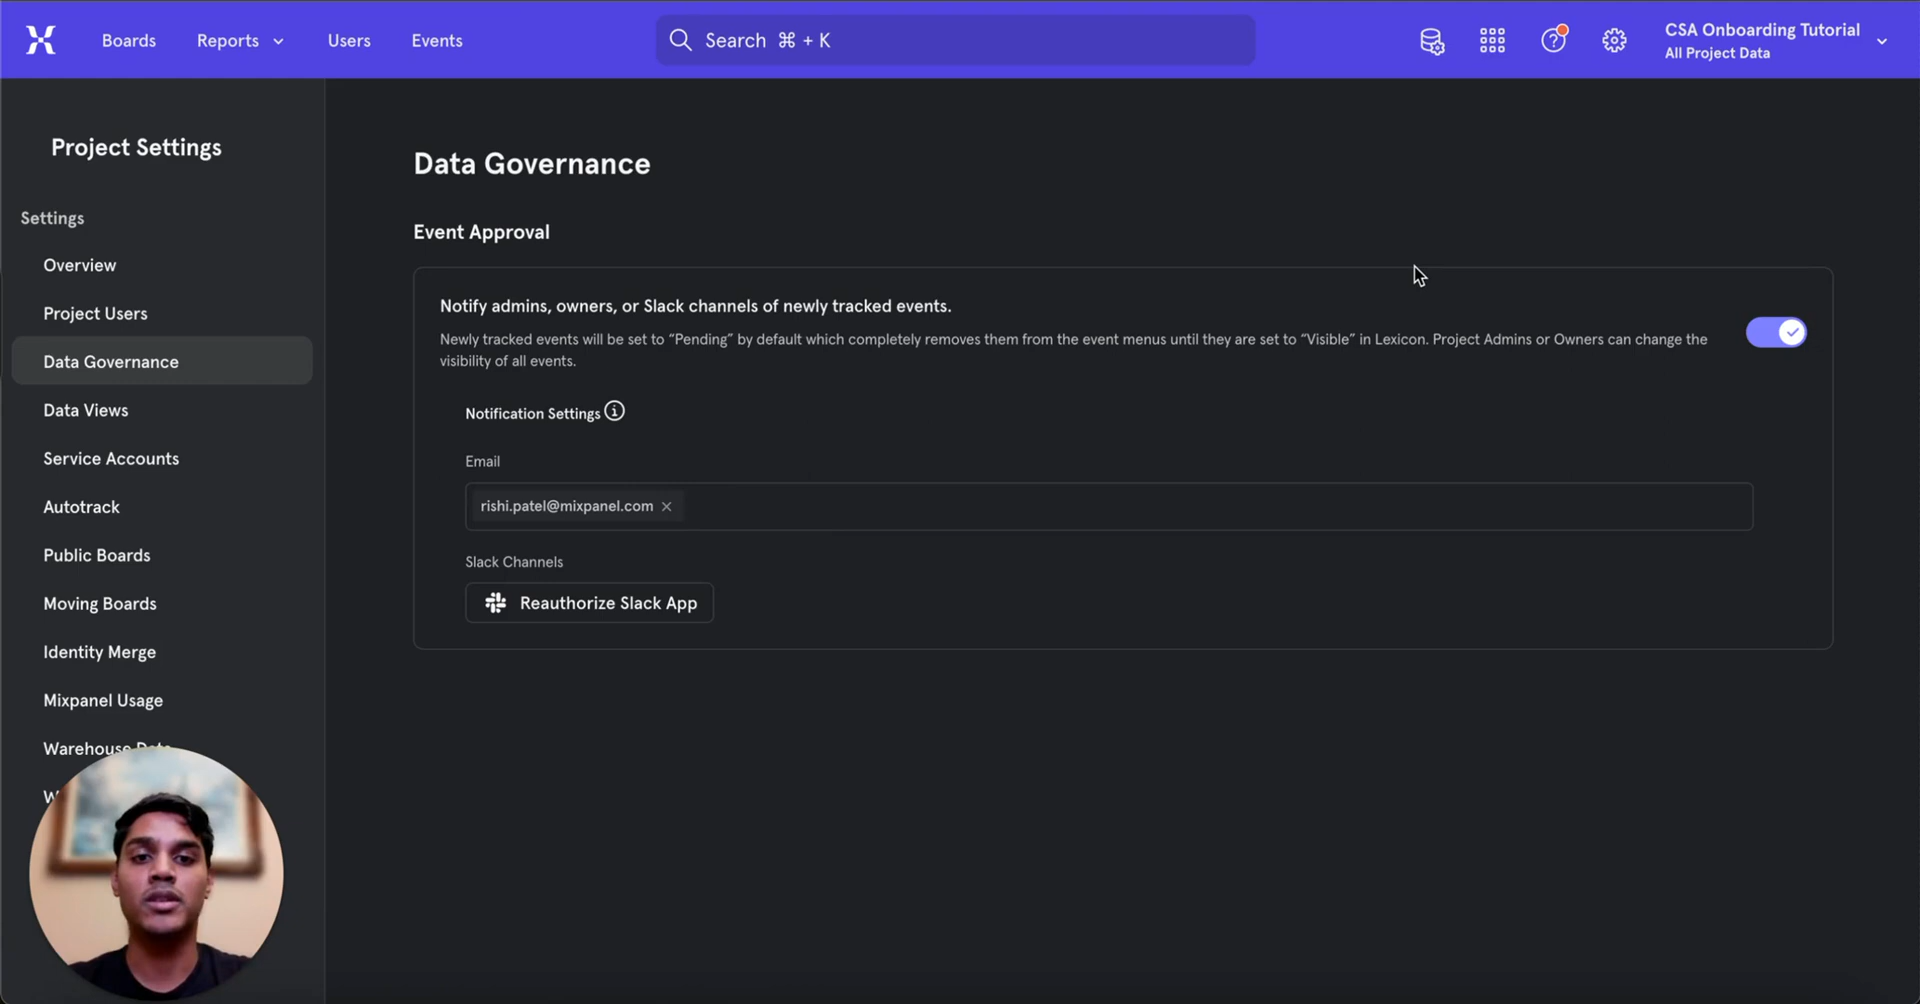 Boards
Reports
Users
Events
Search ⌘ + K
CSA Onboarding Tutorial
All Project Data
Project Settings
Settings
Overview
Project Users
Data Governance
Data Views
Service Accounts
Autotrack
Public Boards
Moving Boards
Identity Merge
Mixpanel Usage
Warehouse Data
Data Governance
Event Approval
Notify admins, owners, or Slack channels of newly tracked events.
Newly tracked events will be set to “Pending” by default which completely removes them from the event menus until they are set to “Visible” in Lexicon. Project Admins or Owners can change the
visibility of all events.
Notification Settings
Email
rishi.patel@mixpanel.com
Slack Channels
Reauthorize Slack App